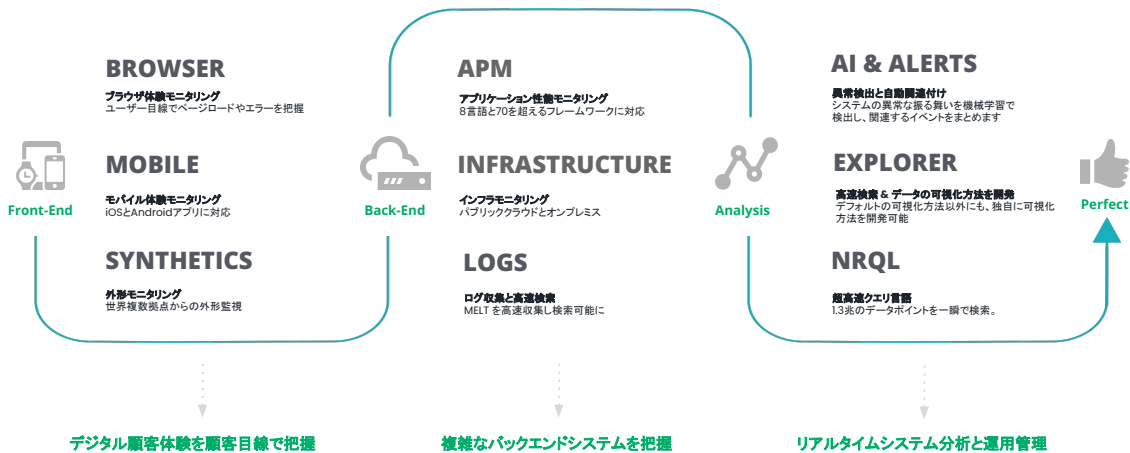 BROWSER
ブラウザ体験モニタリング
ユーザー目線でページロードやエラーを把握
MOBILE
モバイル体験モニタリング
iOSとAndroidアプリに対応
SYNTHETICS
外形モニタリング
世界複数拠点からの外形監視
Front-End
APM
アプリケーション性能モニタリング
8言語と70を超えるフレームワークに対応
INFRASTRUCTURE
インフラモニタリング
パブリッククラウドとオンプレミス
LOGS
ログ収集と高速検索
MELT を高速収集し検索可能に
Back-End
AI & ALERTS
異常検出と自動関連付け
システムの異常な振る舞いを機械学習で
検出し、関連するイベントをまとめます
EXPLORER
高速検索 & データの可視化方法を開発
デフォルトの可視化方法以外にも、独自に可視化
方法を開発可能
NRQL
超高速クエリ言語
1.3兆のデータポイントを一瞬で検索。
Analysis
Perfect
デジタル顧客体験を顧客目線で把握
複雑なバックエンドシステムを把握
リアルタイムシステム分析と運用管理